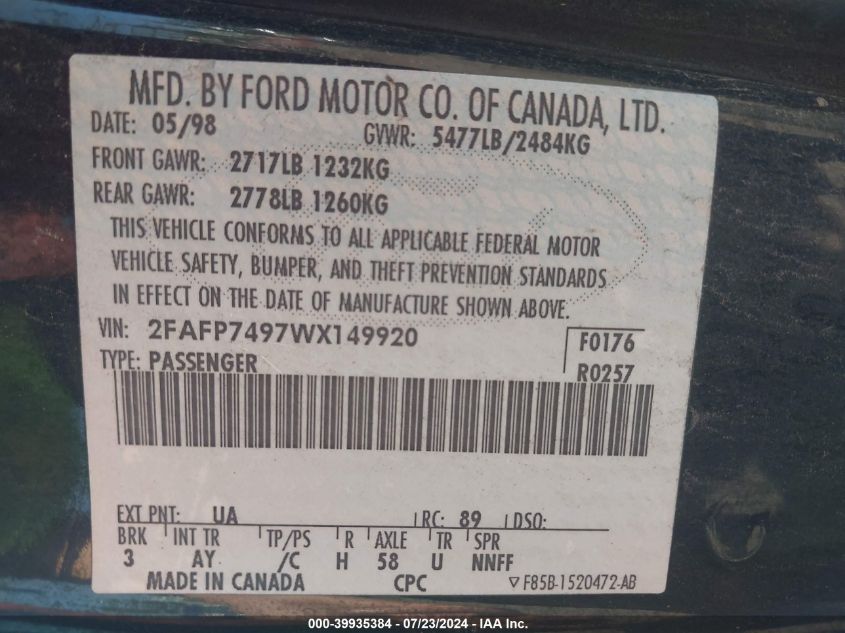 MFD. BY FORD MOTOR CO. OF CANADA, LTD.
DATE: 05/98 GVWR: 5477LB/2484KG
FRONT GAWR: 2717LB 1232KG
REAR GAWR: 2778LB 1260KG
THIS VEHICLE CONFORMS TO ALL APPLICABLE FEDERAL MOTOR
VEHICLE SAFETY, BUMPER, AND THEFT PREVENTION STANDARDS
IN EFFECT ON THE DATE OF MANUFACTURE SHOWN ABOVE.
VIN: 2FAFP7497WX149920 F0176
TYPE: PASSENGER R0257
EXT PNT: UA RC: 89 DSO:
BRK INT TR TP/PS R AXLE TR SPR
3 AY /C H 58 U NNFF
MADE IN CANADA CPC F85B-1520472-AB
000-39935384 - 07/23/2024 - IAA Inc.